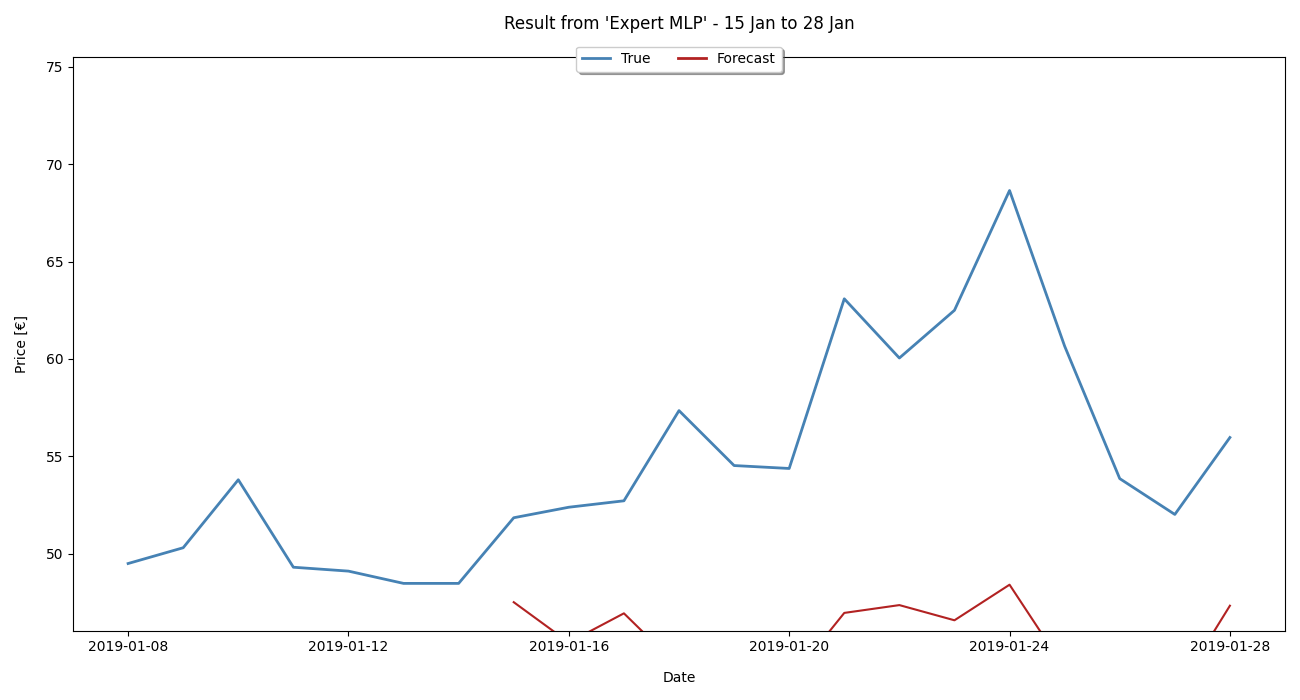 Result from 'Expert MLP' - 15 Jan to 28 Jan
True Forecast
75
70
65
60
55
50
Price [€]
2019-01-08 2019-01-12 2019-01-16 2019-01-20 2019-01-24 2019-01-28
Date